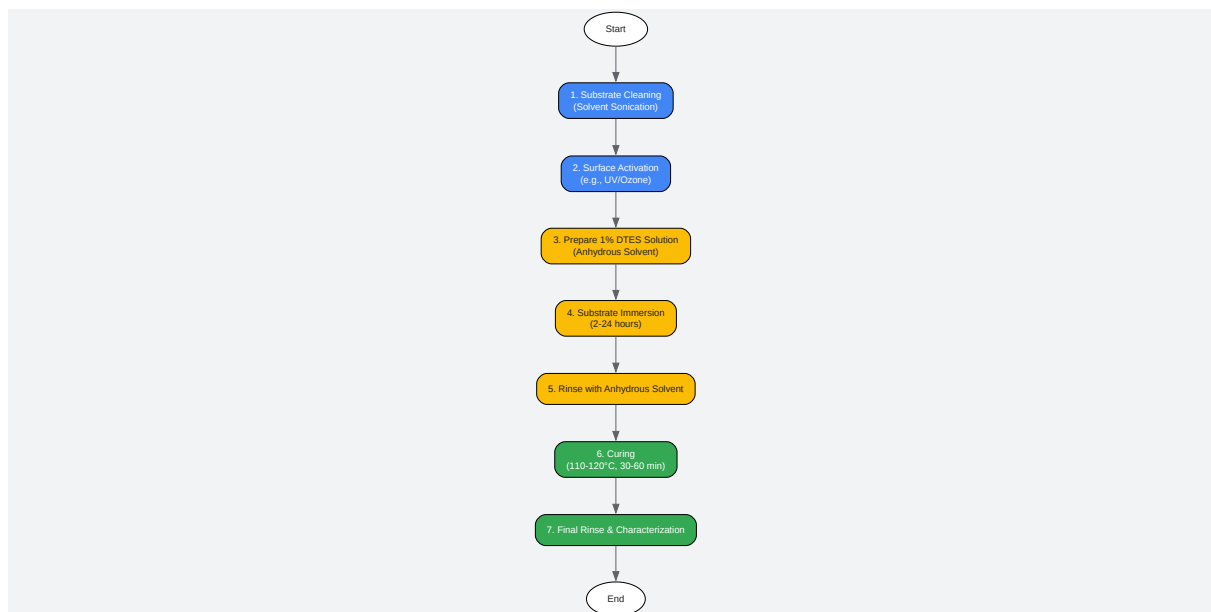 Start
1. Substrate Cleaning
(Solvent Sonication)
2. Surface Activation
(e.g., UV/Ozone)
3. Prepare 1% DTES Solution
(Anhydrous Solvent)
4. Substrate Immersion
(2-24 hours)
5. Rinse with Anhydrous Solvent
6. Curing
(110-120°C, 30-60 min)
7. Final Rinse & Characterization
End